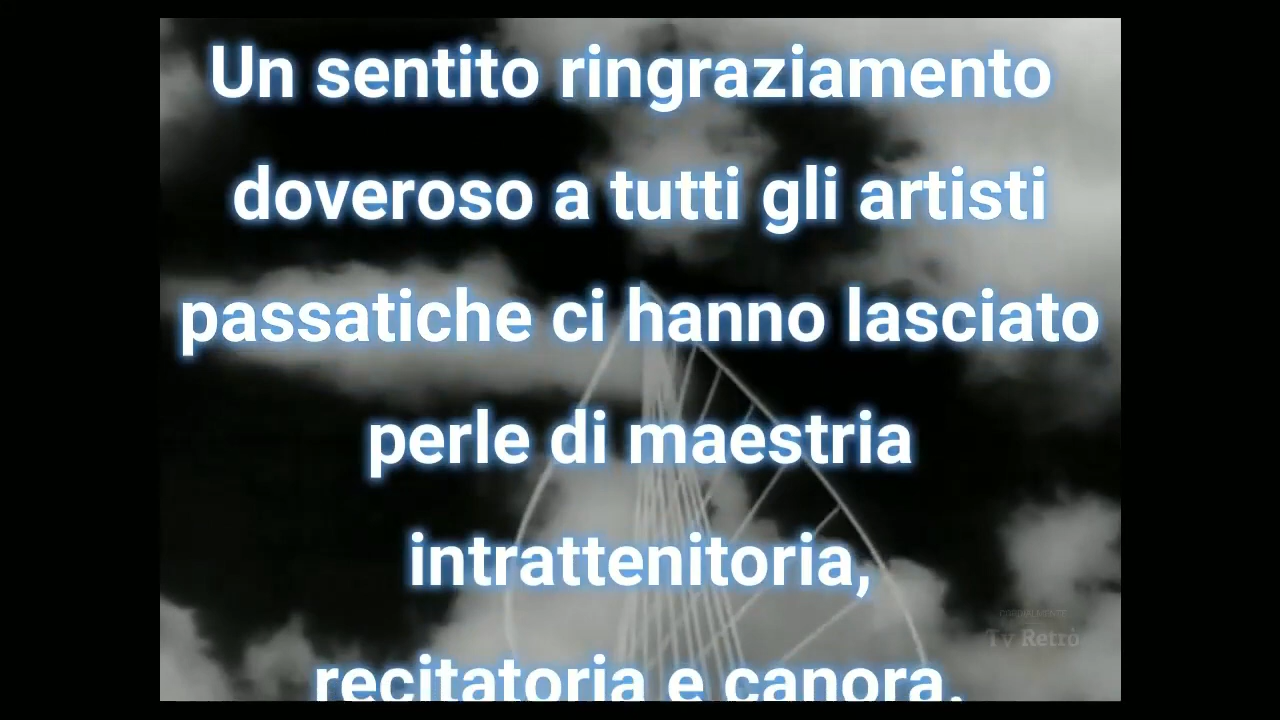 Un sentito ringraziamento
doveroso a tutti gli artisti
passatiche ci hanno lasciato
perle di maestria
intrattenitoria,
recitatoria e canora.
CORDIALMENTE
Tv Retrò